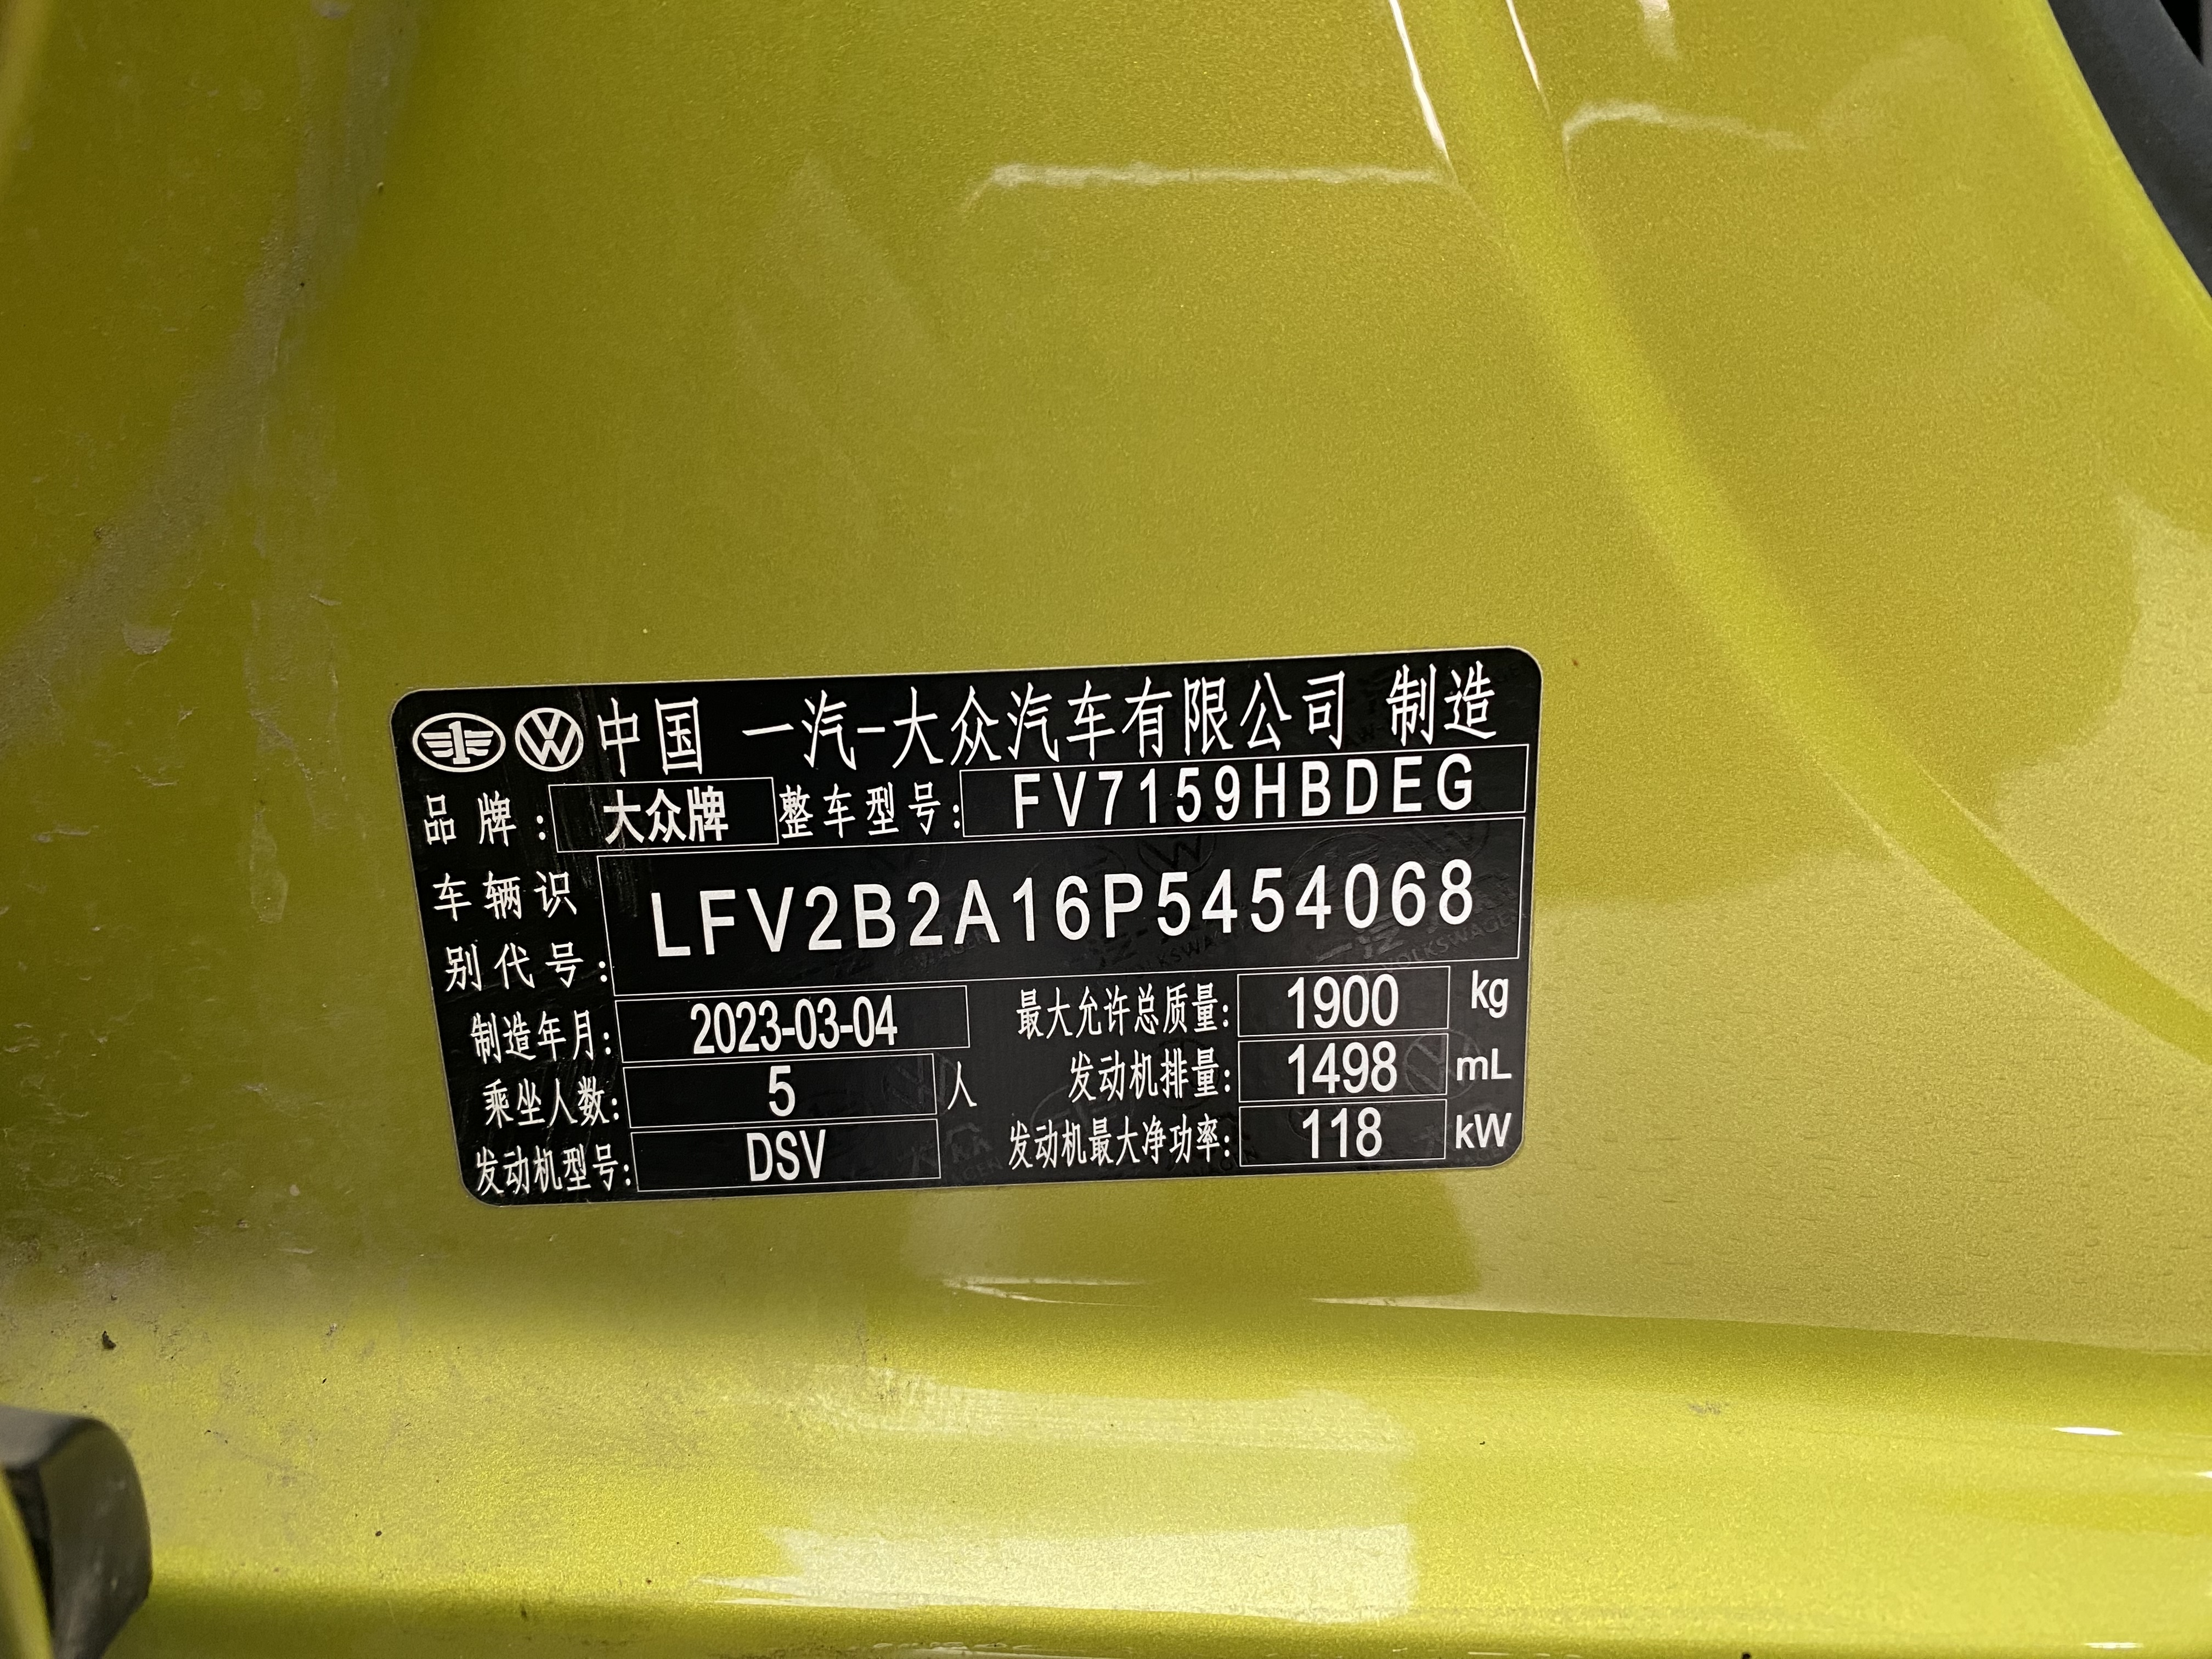 中国 一汽-大众汽车有限公司 制造
品牌: 大众牌 整车型号: FV7159HBDEG
车辆识别代号: LFV2B2A16P5454068
制造年月: 2023-03-04 最大允许总质量: 1900 kg
乘坐人数: 5 人 发动机排量: 1498 mL
发动机型号: DSV 发动机最大净功率: 118 kW